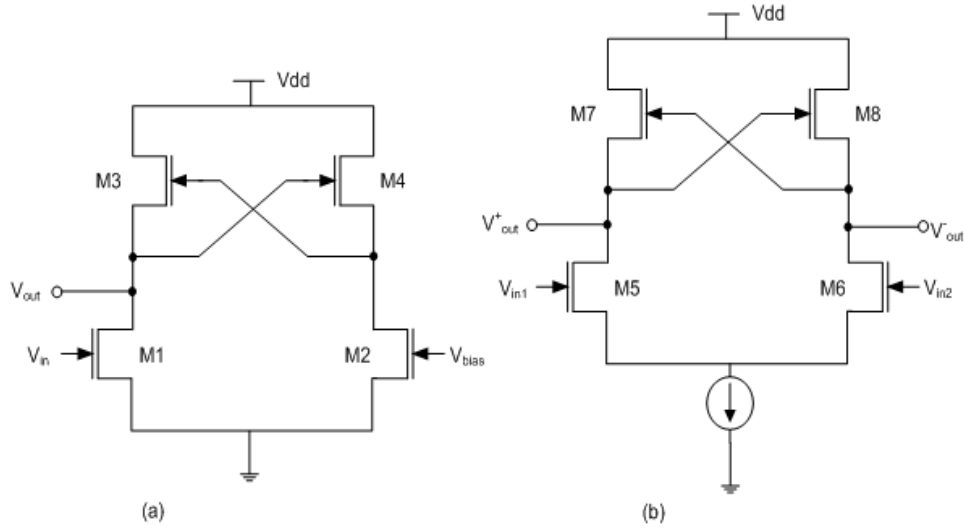 Vdd
M3
M4
Vout
Vin
M1
M2
Vbias
(a)
Vdd
M7
M8
V+out
V-out
Vin1
M5
M6
Vin2
(b)